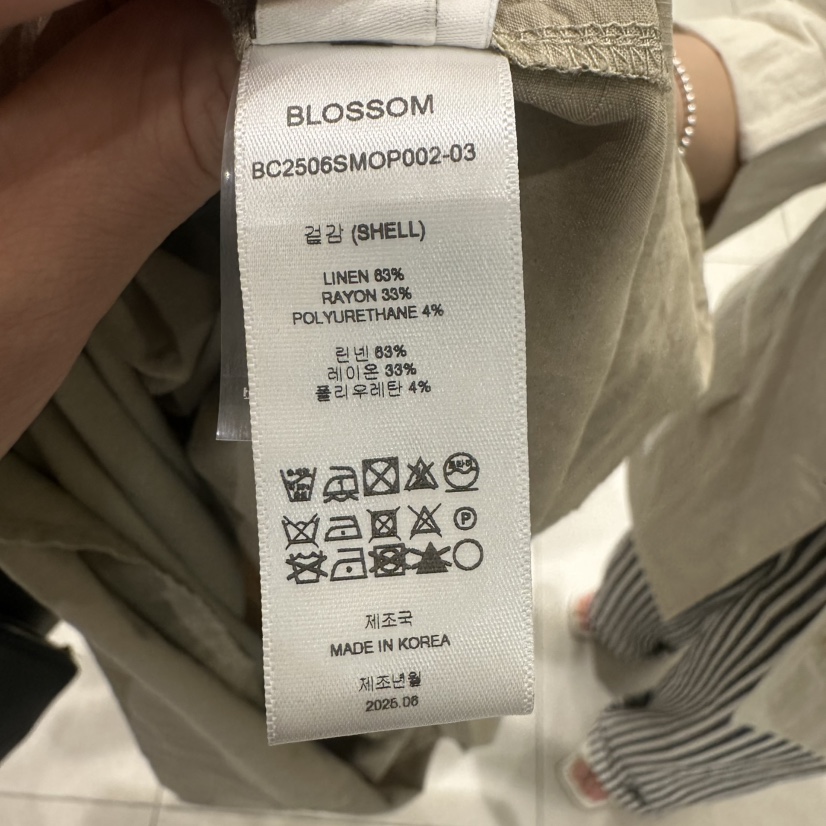 BLOSSOM
BC2506SMOP002-03
겉감 (SHELL)
LINEN 63%
RAYON 33%
POLYURETHANE 4%
린넨 63%
레이온 33%
폴리우레탄 4%
P
제조국
MADE IN KOREA
제조년월
2025.06